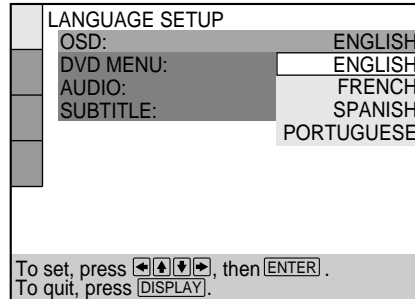 LANGUAGE SETUP
OSD: ENGLISH
DVD MENU: ENGLISH
AUDIO: FRENCH
SUBTITLE: SPANISH
PORTUGUESE
To set, press ←↑↓→, then ENTER.
To quit, press DISPLAY.